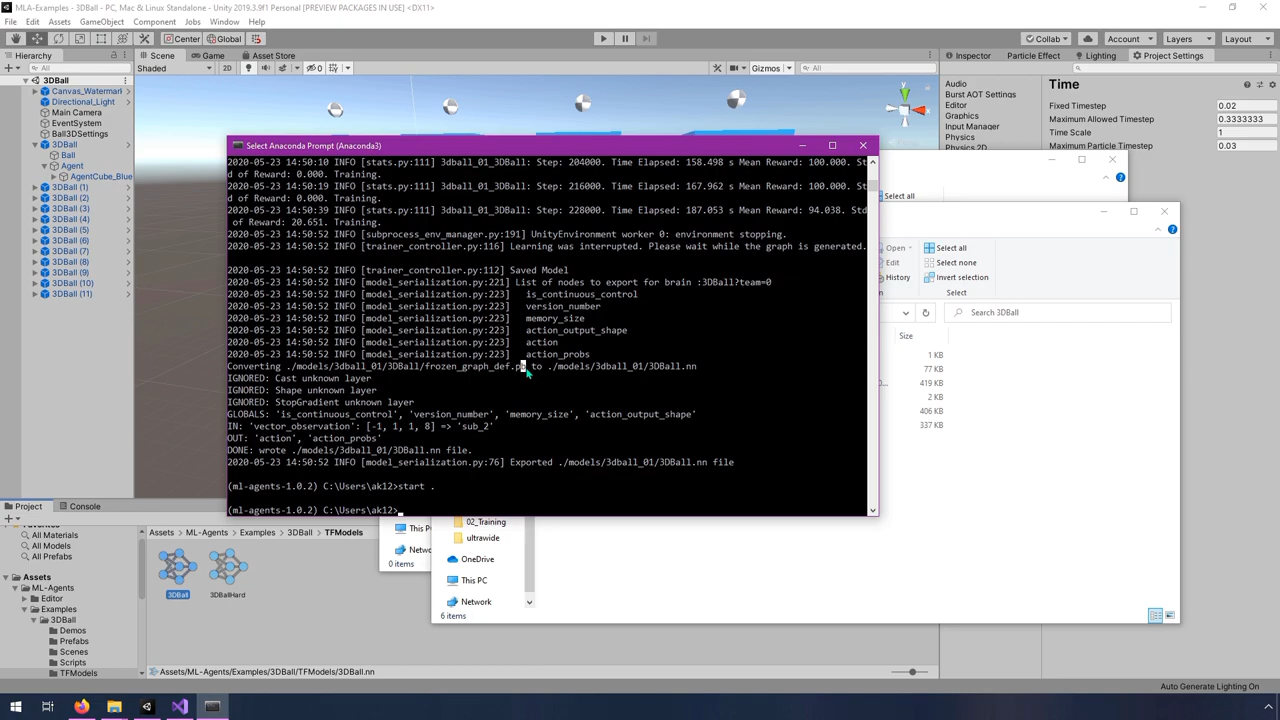 MLA-Examples - 3DBall - PC, Mac & Linux Standalone - Unity 2019.3.9f1 Personal [PREVIEW PACKAGES IN USE] <DX11>
File Edit Assets GameObject Component Jobs Window Help
Center Global Collab Account Layers Layout
Hierarchy
All
3DBall
Canvas_Watermark
Directional_Light
Main Camera
EventSystem
Ball3DSettings
3DBall
Ball
Agent
AgentCube_Blue
3DBall (1)
3DBall (2)
3DBall (3)
3DBall (4)
3DBall (5)
3DBall (6)
3DBall (7)
3DBall (8)
3DBall (9)
3DBall (10)
3DBall (11)
Scene Game Asset Store
Shaded 2D 0 Gizmos All
Inspector Particle Effect Lighting Project Settings
Audio
Burst AOT Settings
Editor
Graphics
Input Manager
Physics
Physics 2D
Time
Fixed Timestep 0.02
Maximum Allowed Timestep 0.3333333
Time Scale 1
Maximum Particle Timestep 0.03
Select Anaconda Prompt (Anaconda3)
2020-05-23 14:50:10 INFO [stats.py:111] 3dball_01_3DBall: Step: 204000. Time Elapsed: 158.498 s Mean Reward: 100.000. St
d of Reward: 0.000. Training.
2020-05-23 14:50:19 INFO [stats.py:111] 3dball_01_3DBall: Step: 216000. Time Elapsed: 167.962 s Mean Reward: 100.000. St
d of Reward: 0.000. Training.
2020-05-23 14:50:39 INFO [stats.py:111] 3dball_01_3DBall: Step: 228000. Time Elapsed: 187.053 s Mean Reward: 94.038. Std
of Reward: 20.651. Training.
2020-05-23 14:50:52 INFO [subprocess_env_manager.py:191] UnityEnvironment worker 0: environment stopping.
2020-05-23 14:50:52 INFO [trainer_controller.py:116] Learning was interrupted. Please wait while the graph is generated.
2020-05-23 14:50:52 INFO [trainer_controller.py:112] Saved Model
2020-05-23 14:50:52 INFO [model_serialization.py:221] List of nodes to export for brain :3DBall?team=0
2020-05-23 14:50:52 INFO [model_serialization.py:223] is_continuous_control
2020-05-23 14:50:52 INFO [model_serialization.py:223] version_number
2020-05-23 14:50:52 INFO [model_serialization.py:223] memory_size
2020-05-23 14:50:52 INFO [model_serialization.py:223] action_output_shape
2020-05-23 14:50:52 INFO [model_serialization.py:223] action
2020-05-23 14:50:52 INFO [model_serialization.py:223] action_probs
Converting ./models/3dball_01/3DBall/frozen_graph_def.pb to ./models/3dball_01/3DBall.nn
IGNORED: Cast unknown layer
IGNORED: Shape unknown layer
IGNORED: StopGradient unknown layer
GLOBALS: 'is_continuous_control', 'version_number', 'memory_size', 'action_output_shape'
IN: 'vector_observation': [-1, 1, 1, 8] => 'sub_2'
OUT: 'action', 'action_probs'
DONE: wrote ./models/3dball_01/3DBall.nn file.
2020-05-23 14:50:52 INFO [model_serialization.py:76] Exported ./models/3dball_01/3DBall.nn file
(ml-agents-1.0.2) C:\Users\ak12>start .
(ml-agents-1.0.2) C:\Users\ak12>
Select all
Open Select all
Edit Select none
History Invert selection
Select
Search 3DBall
Size
1 KB
77 KB
2 KB
406 KB
337 KB
This P
Netwo
0 items
02_Training
ultrawide
OneDrive
This PC
Network
6 items
Project Console
Favorites
All Materials
All Models
All Prefabs
Assets
ML-Agents
Editor
Examples
3DBall
Demos
Prefabs
Scenes
Scripts
TFModels
Assets > ML-Agents > Examples > 3DBall > TFModels
3DBall 3DBallHard
Assets/ML-Agents/Examples/3DBall/TFModels/3DBall.nn
Auto Generate Lighting On